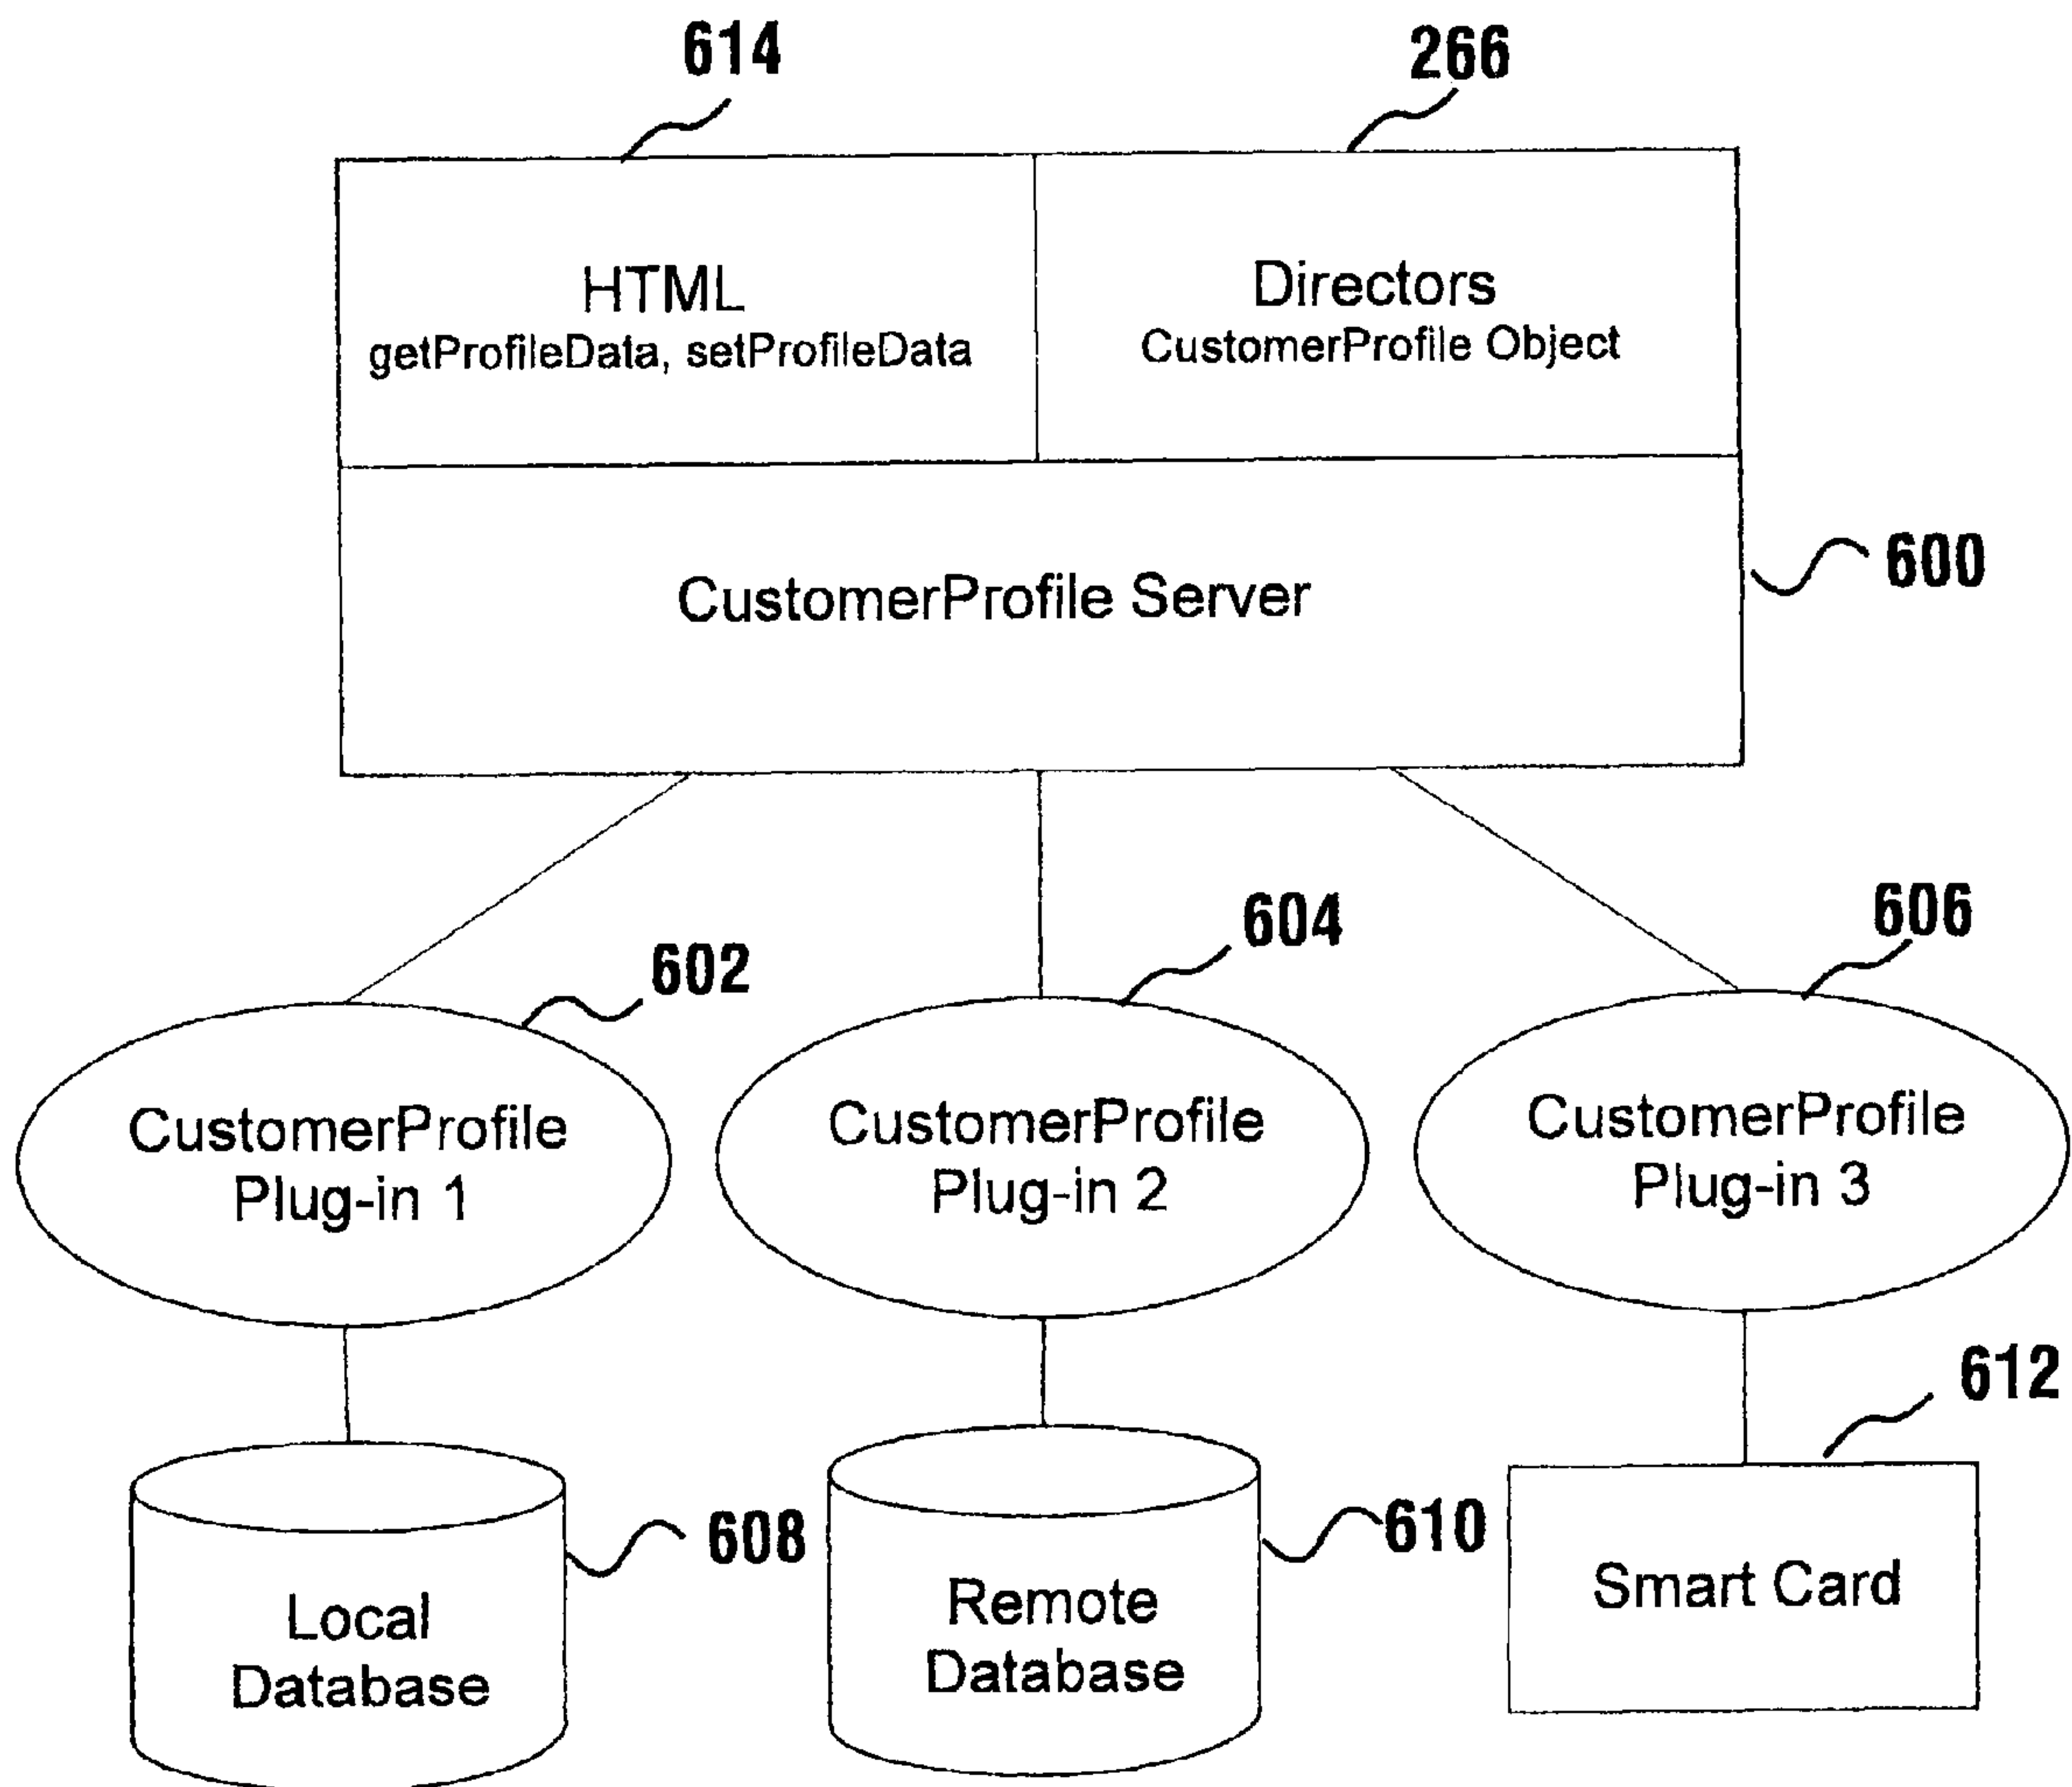 614
266
HTML
getProfileData, setProfileData
Directors
CustomerProfile Object
600
CustomerProfile Server
602
604
606
CustomerProfile
Plug-in 1
CustomerProfile
Plug-in 2
CustomerProfile
Plug-in 3
608
610
612
Local
Database
Remote
Database
Smart Card